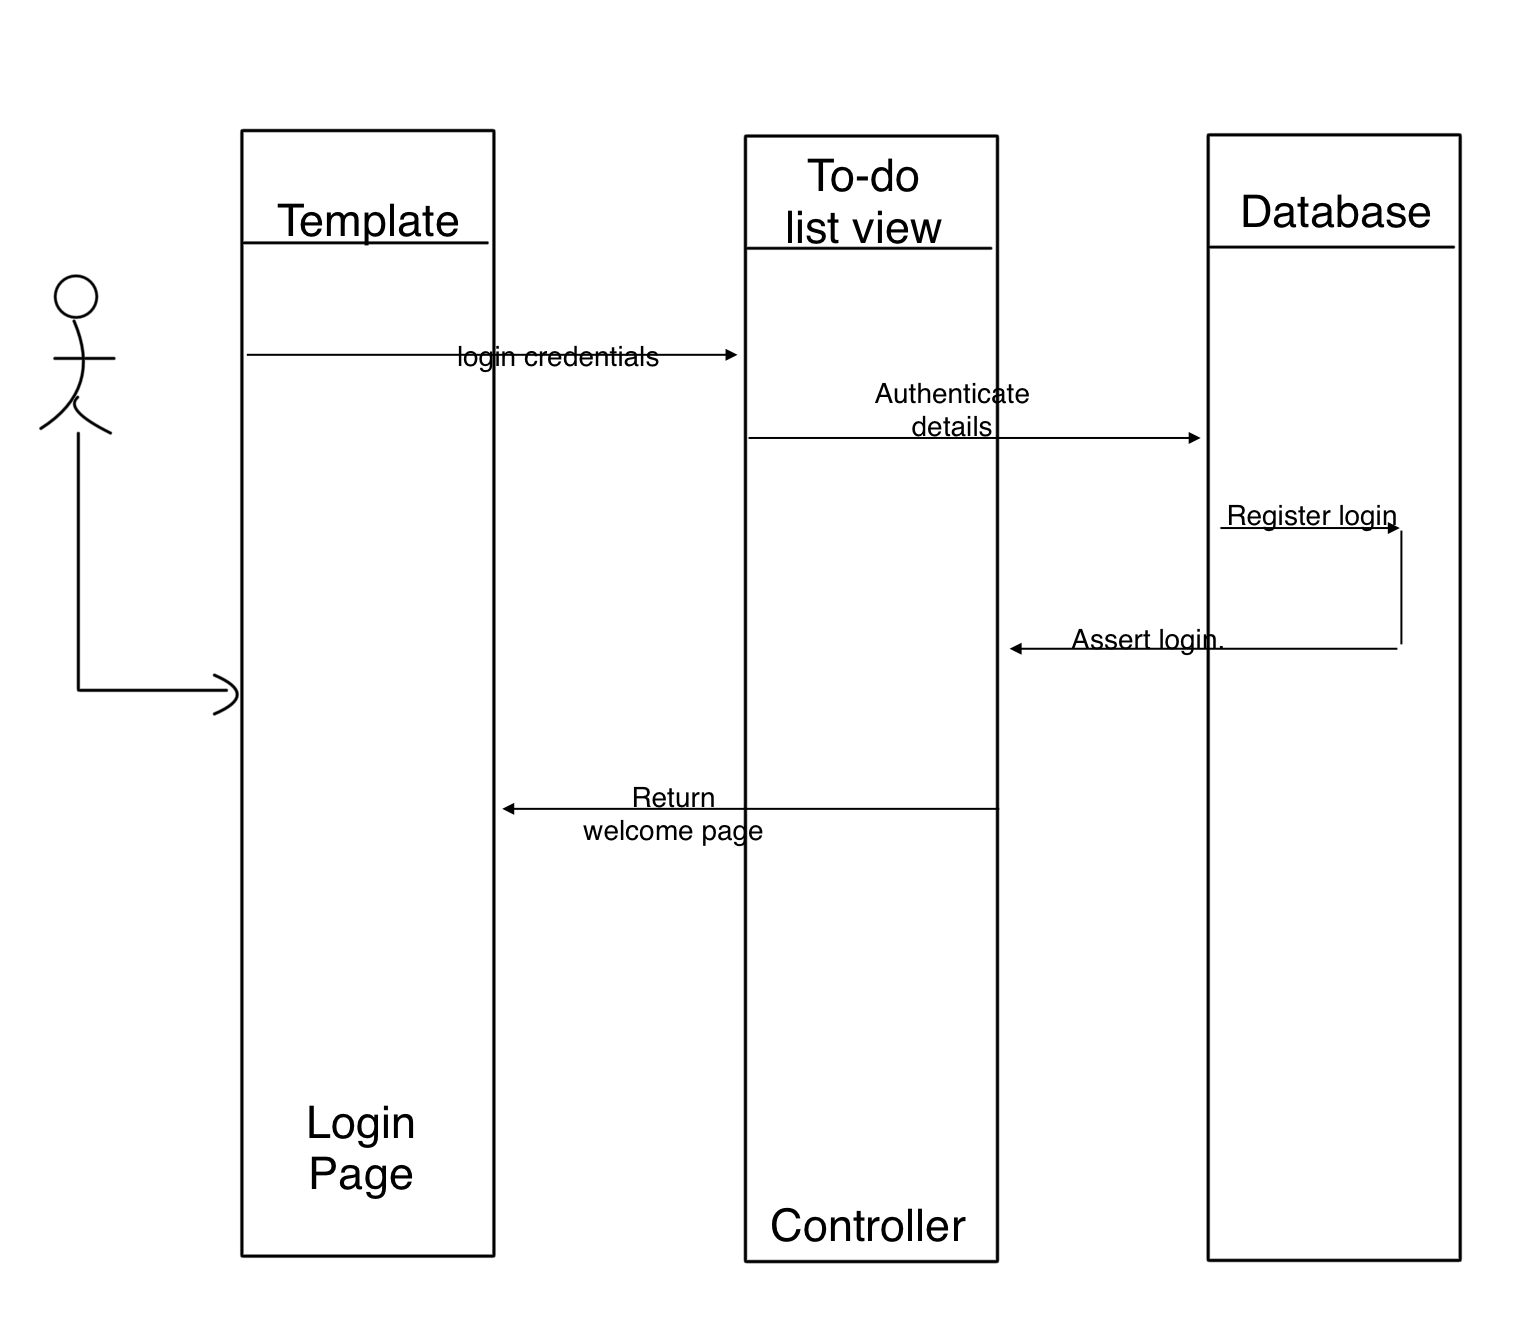 Template
To-do
list view
Database
login credentials
Authenticate
details
Register login
Assert login.
Return
welcome page
Login
Page
Controller